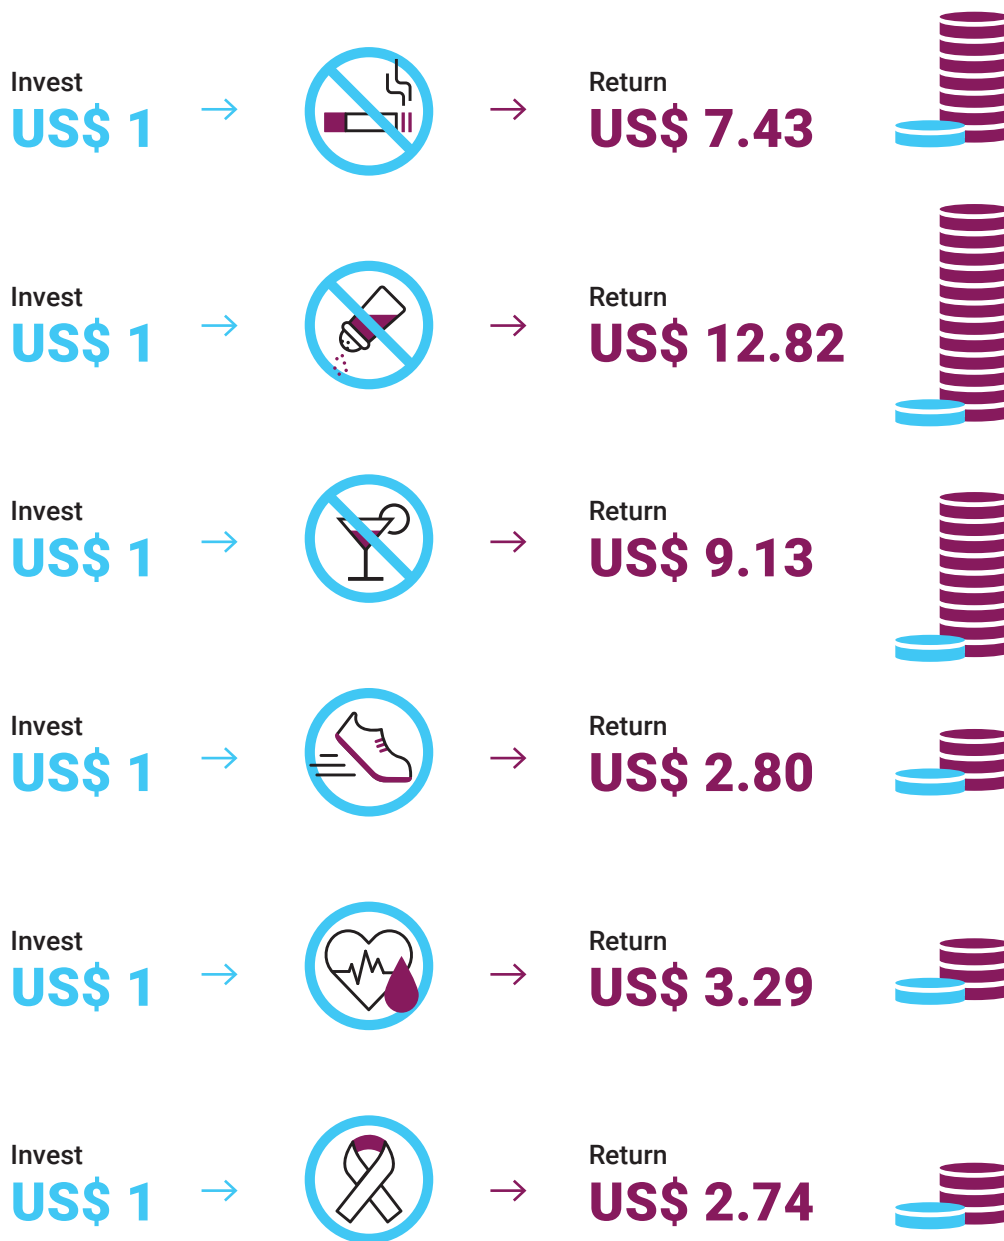 Invest
US$ 1
Return
US$ 7.43
Invest
US$ 1
Return
US$ 12.82
Invest
US$ 1
Return
US$ 9.13
Invest
US$ 1
Return
US$ 2.80
Invest
US$ 1
Return
US$ 3.29
Invest
US$ 1
Return
US$ 2.74